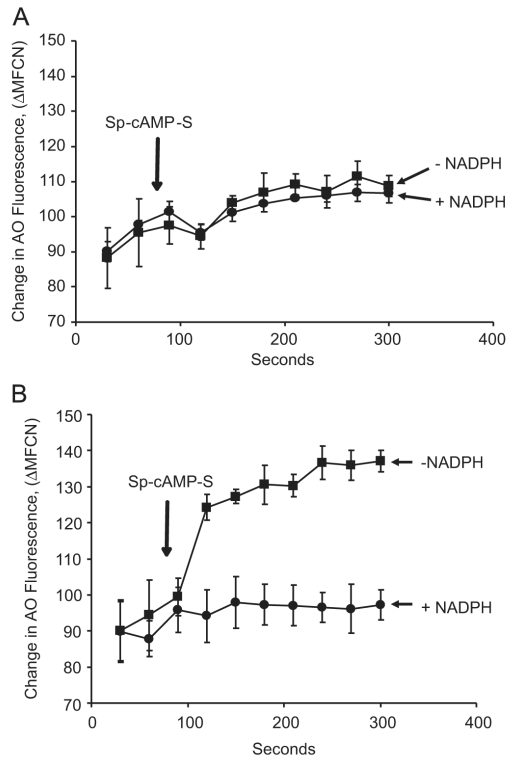 A
Change in AO Fluorescence, (ΔMFCN)
150
140
130
120
110
100
90
80
70
Sp-cAMP-S
- NADPH
+ NADPH
0
100
200
300
400
Seconds
B
Change in AO Fluorescence, (ΔMFCN)
150
140
130
120
110
100
90
80
70
Sp-cAMP-S
-NADPH
+ NADPH
0
100
200
300
400
Seconds